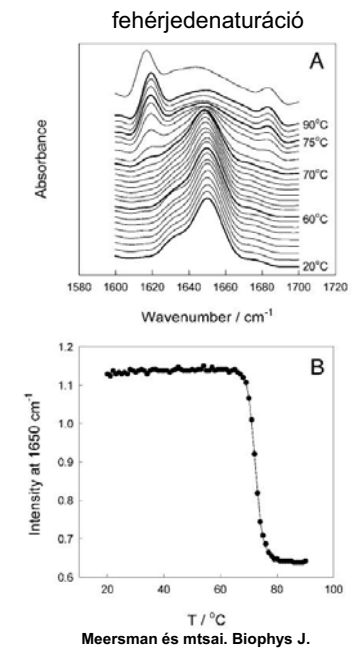 fehérjedenaturáció
A
Absorbance
90°C
75°C
70°C
60°C
20°C
1580 1600 1620 1640 1660 1680 1700 1720
Wavenumber / cm-1
B
Intensity at 1650 cm-1
1.2
1.1
1.0
0.9
0.8
0.7
0.6
0 20 40 60 80 100
T / °C
Meersman és mtsai. Biophys J.